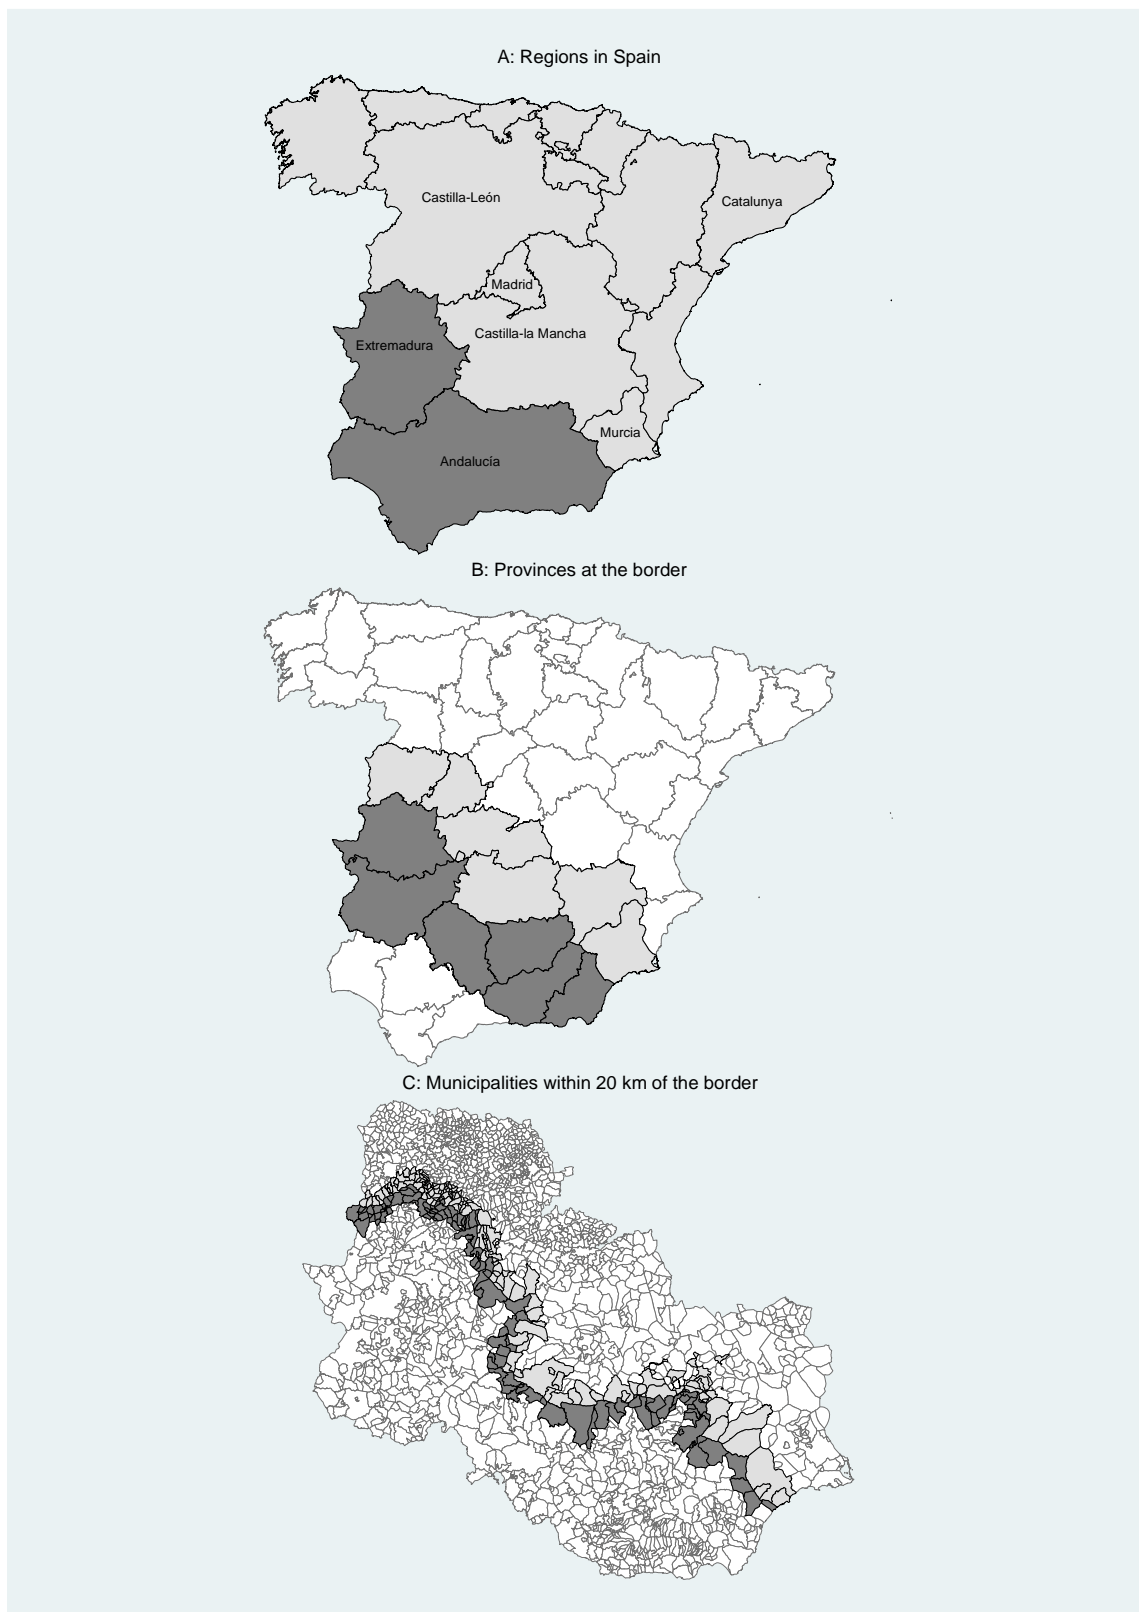 A: Regions in Spain
Castilla-León
Catalunya
Madrid
Castilla-la Mancha
Extremadura
Murcia
Andalucía
B: Provinces at the border
C: Municipalities within 20 km of the border